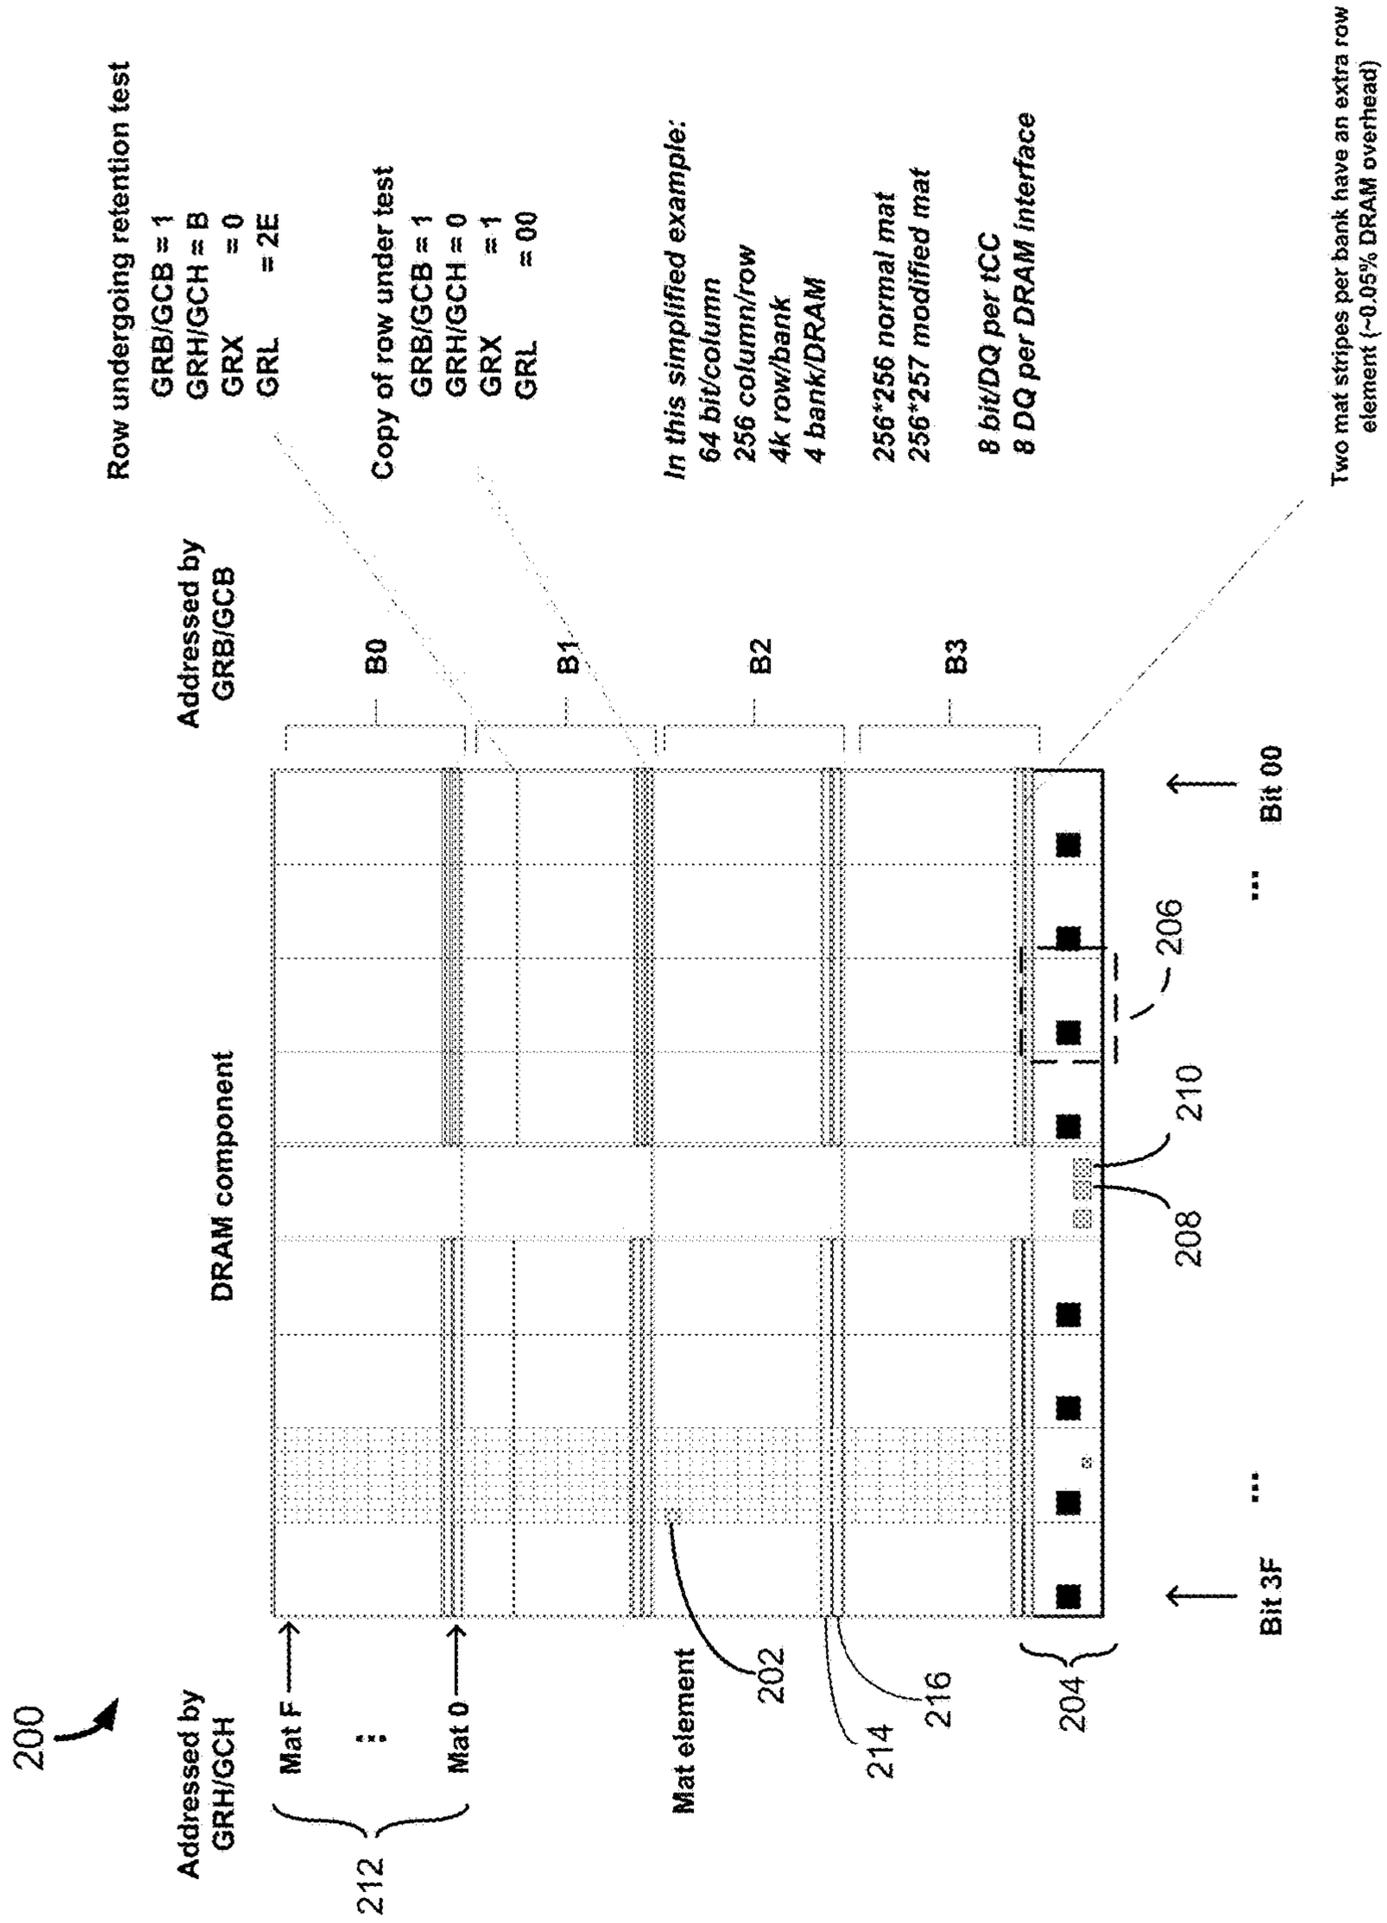 200
DRAM component
Addressed by
GRH/GCH
Mat F
...
Mat 0
212
Mat element
202
214
216
204
Addressed by
GRB/GCB
B0
B1
B2
B3
Row undergoing retention test
GRB/GCB = 1
GRH/GCH = B
GRX = 0
GRL = 2E
Copy of row under test
GRB/GCB = 1
GRH/GCH = 0
GRX = 1
GRL = 00
In this simplified example:
64 bit/column
256 column/row
4k row/bank
4 bank/DRAM
256*256 normal mat
256*257 modified mat
8 bit/DQ per tCC
8 DQ per DRAM interface
208
210
206
Bit 3F
...
...
Bit 00
Two mat stripes per bank have an extra row
element (~0.05% DRAM overhead)